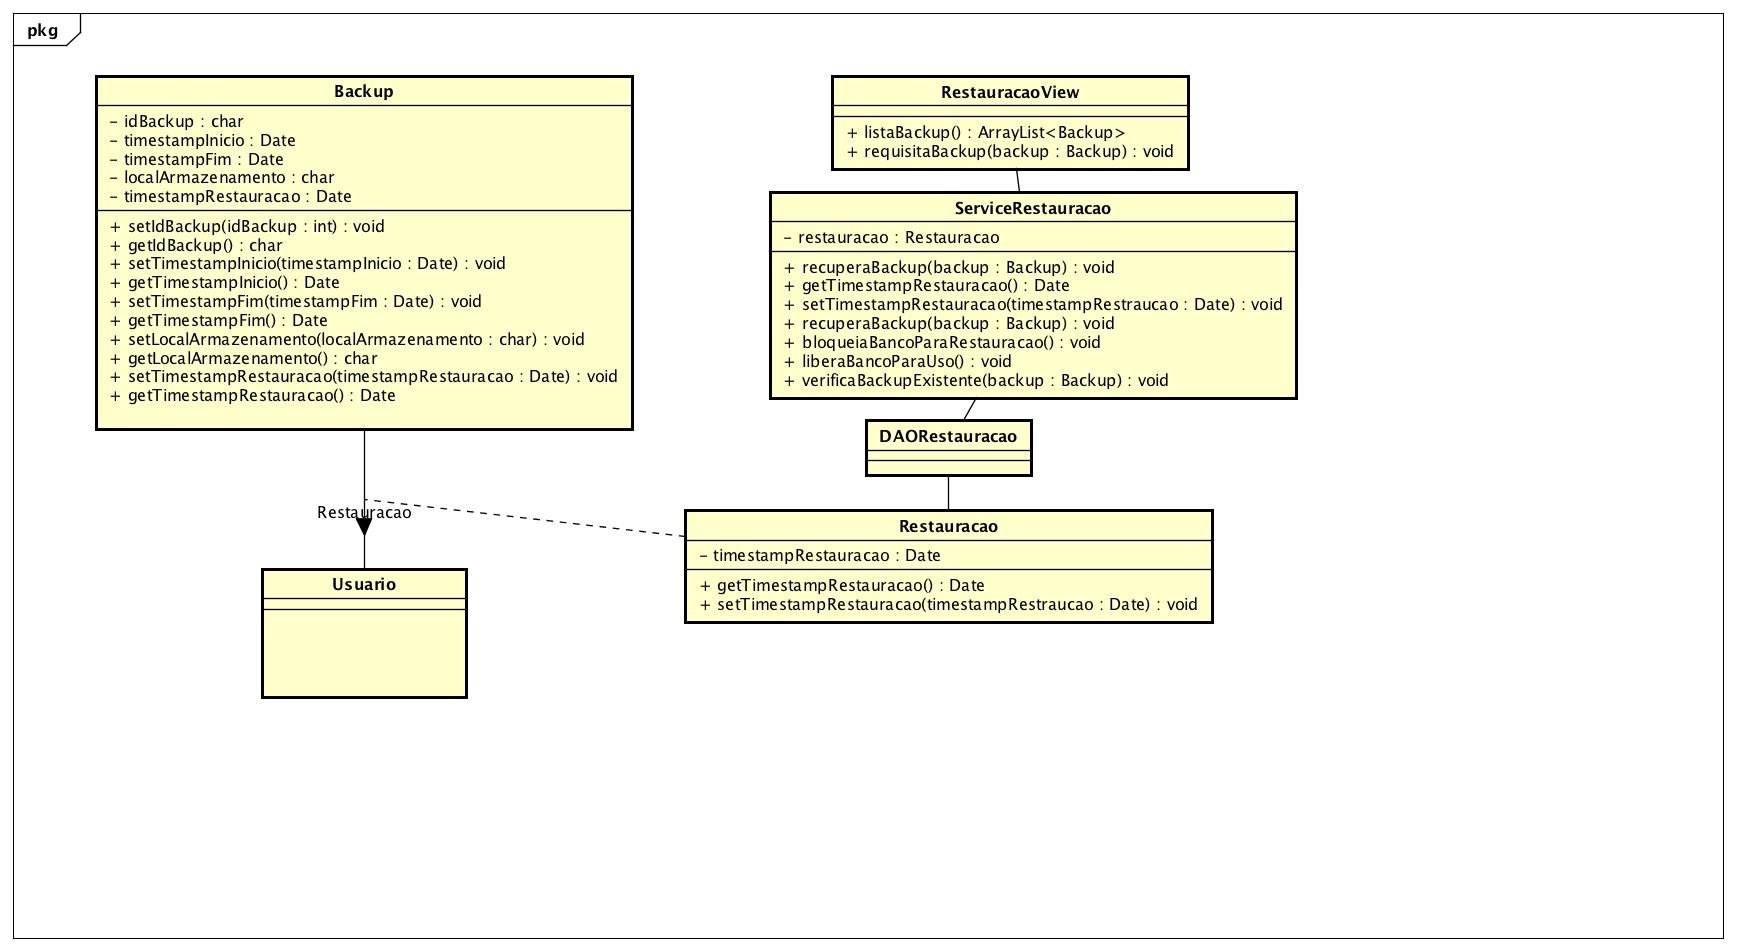 pkg
Backup
– idBackup : char
– timestampInicio : Date
– timestampFim : Date
– localArmazenamento : char
– timestampRestauracao : Date
+ setIdBackup(idBackup : int) : void
+ getIdBackup() : char
+ setTimestampInicio(timestampInicio : Date) : void
+ getTimestampInicio() : Date
+ setTimestampFim(timestampFim : Date) : void
+ getTimestampFim() : Date
+ setLocalArmazenamento(localArmazenamento : char) : void
+ getLocalArmazenamento() : char
+ setTimestampRestauracao(timestampRestauracao : Date) : void
+ getTimestampRestauracao() : Date
RestauracaoView
+ listaBackup() : ArrayList<Backup>
+ requisitaBackup(backup : Backup) : void
ServiceRestauracao
– restauracao : Restauracao
+ recuperaBackup(backup : Backup) : void
+ getTimestampRestauracao() : Date
+ setTimestampRestauracao(timestampRestraucao : Date) : void
+ recuperaBackup(backup : Backup) : void
+ bloqueiaBancoParaRestauracao() : void
+ liberaBancoParaUso() : void
+ verificaBackupExistente(backup : Backup) : void
DAORestauracao
Restauracao
Restauracao
– timestampRestauracao : Date
+ getTimestampRestauracao() : Date
+ setTimestampRestauracao(timestampRestraucao : Date) : void
Usuario